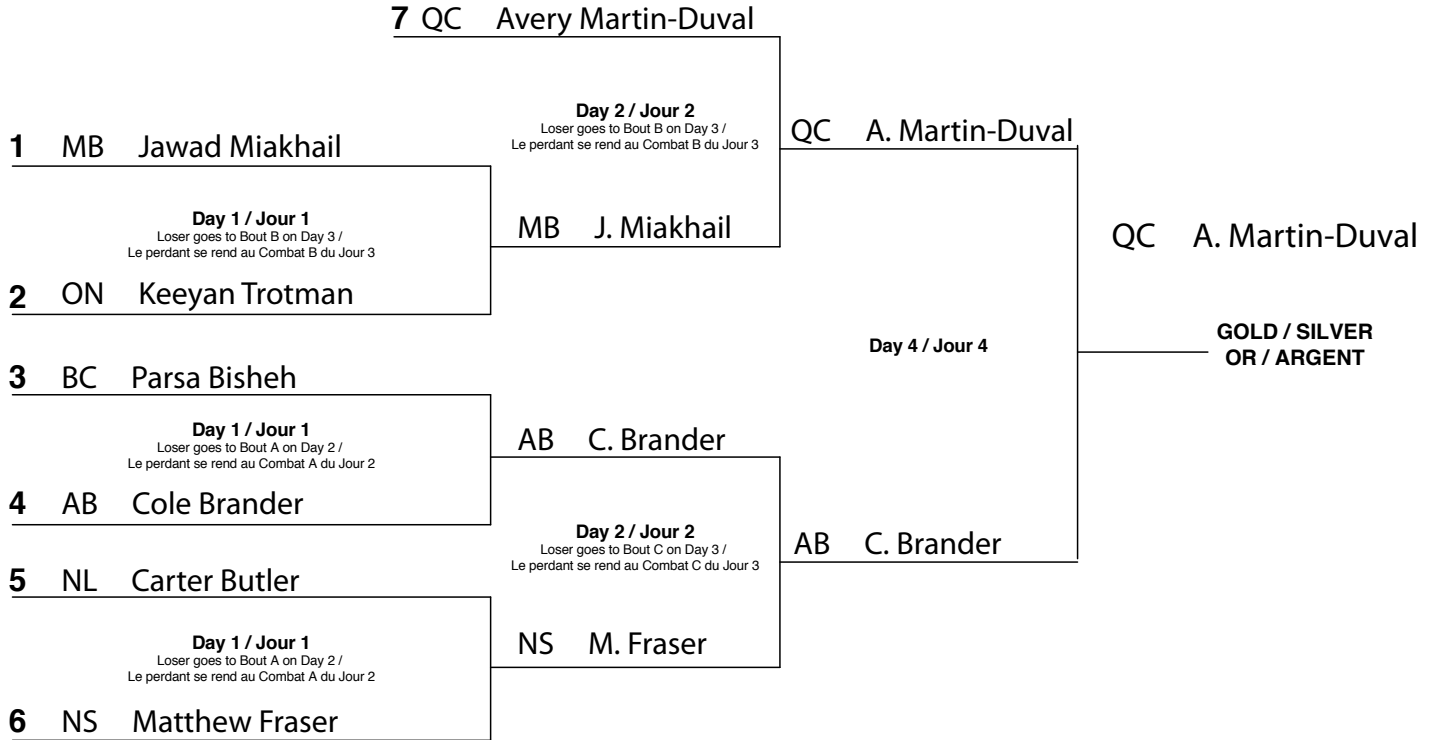 7 QC Avery Martin-Duval
Day 2 / Jour 2
Loser goes to Bout B on Day 3 /
Le perdant se rend au Combat B du Jour 3
QC A. Martin-Duval
1 MB Jawad Miakhail
Day 1 / Jour 1
Loser goes to Bout B on Day 3 /
Le perdant se rend au Combat B du Jour 3
MB J. Miakhail
QC A. Martin-Duval
2 ON Keeyan Trotman
Day 4 / Jour 4
GOLD / SILVER
OR / ARGENT
3 BC Parsa Bisheh
Day 1 / Jour 1
Loser goes to Bout A on Day 2 /
Le perdant se rend au Combat A du Jour 2
AB C. Brander
4 AB Cole Brander
Day 2 / Jour 2
Loser goes to Bout C on Day 3 /
Le perdant se rend au Combat C du Jour 3
AB C. Brander
5 NL Carter Butler
Day 1 / Jour 1
Loser goes to Bout A on Day 2 /
Le perdant se rend au Combat A du Jour 2
NS M. Fraser
6 NS Matthew Fraser